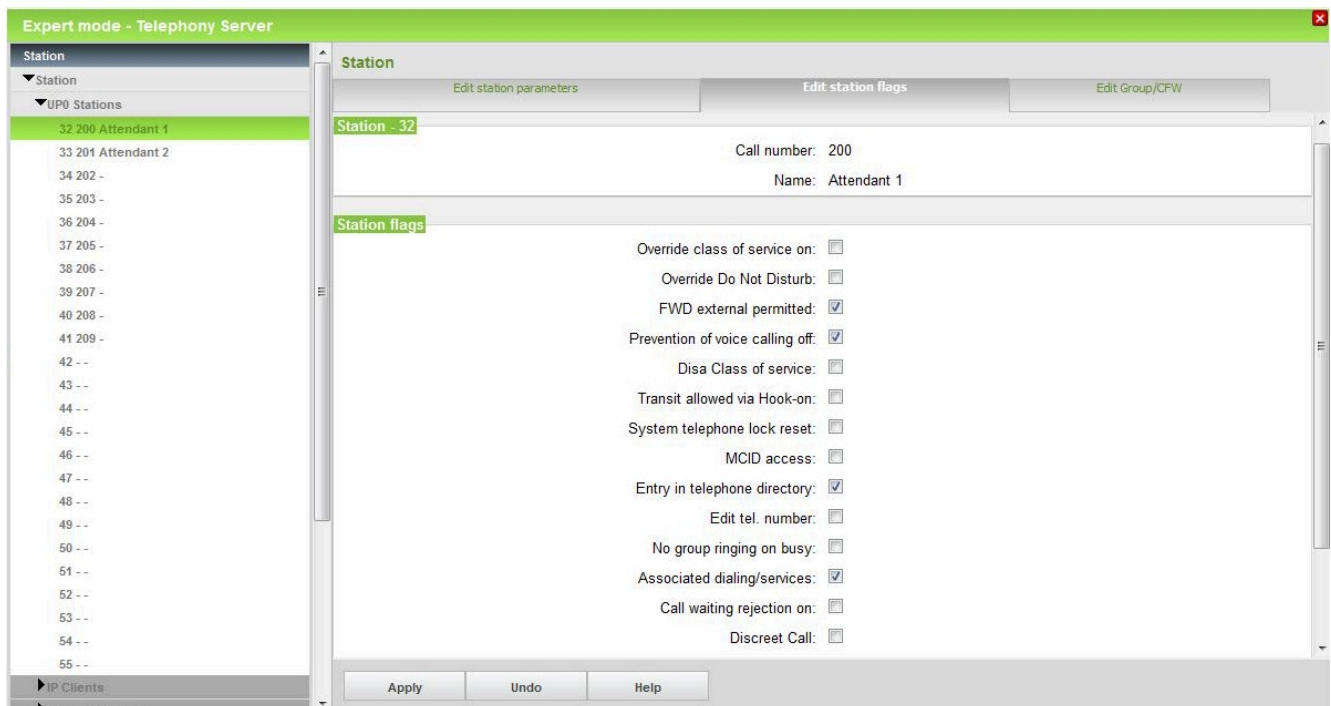 Expert mode - Telephony Server
Station
Station
UP0 Stations
32 200 Attendant 1
33 201 Attendant 2
34 202 -
35 203 -
36 204 -
37 205 -
38 206 -
39 207 -
40 208 -
41 209 -
42 - -
43 - -
44 - -
45 - -
46 - -
47 - -
48 - -
49 - -
50 - -
51 - -
52 - -
53 - -
54 - -
55 - -
IP Clients
Station
Edit station parameters
Edit station flags
Edit Group/CFW
Station - 32
Call number: 200
Name: Attendant 1
Station flags
Override class of service on:
Override Do Not Disturb:
FWD external permitted:
Prevention of voice calling off:
Disa Class of service:
Transit allowed via Hook-on:
System telephone lock reset:
MCID access:
Entry in telephone directory:
Edit tel. number:
No group ringing on busy:
Associated dialing/services:
Call waiting rejection on:
Discreet Call:
Apply
Undo
Help